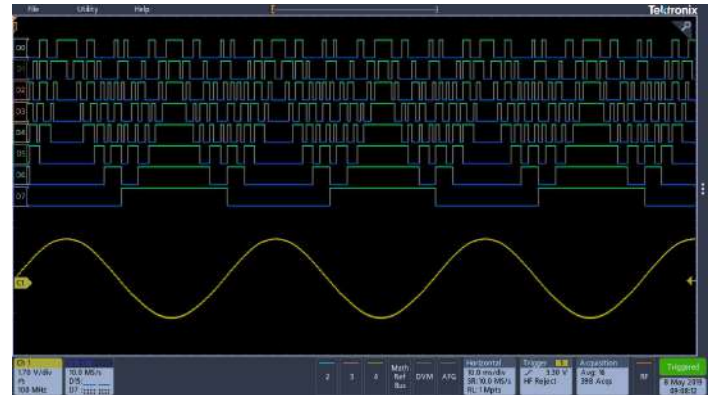 File Utility Help Tektronix
D0
D1
D2
D3
D4
D5
D6
D7
C1
Ch 1
1.70 V/div
100 MHz
10.0 MS/s
D15
D7
2 3 4
Math
Ref
Bus
DVM AFG
Horizontal
10.0 ms/div
SR: 10.0 MS/s
RL: 1 Mpts
Trigger 1
3.30 V
HF Reject
Acquisition
Avg: 16
398 Acqs
RF
Triggered
8 May 2019